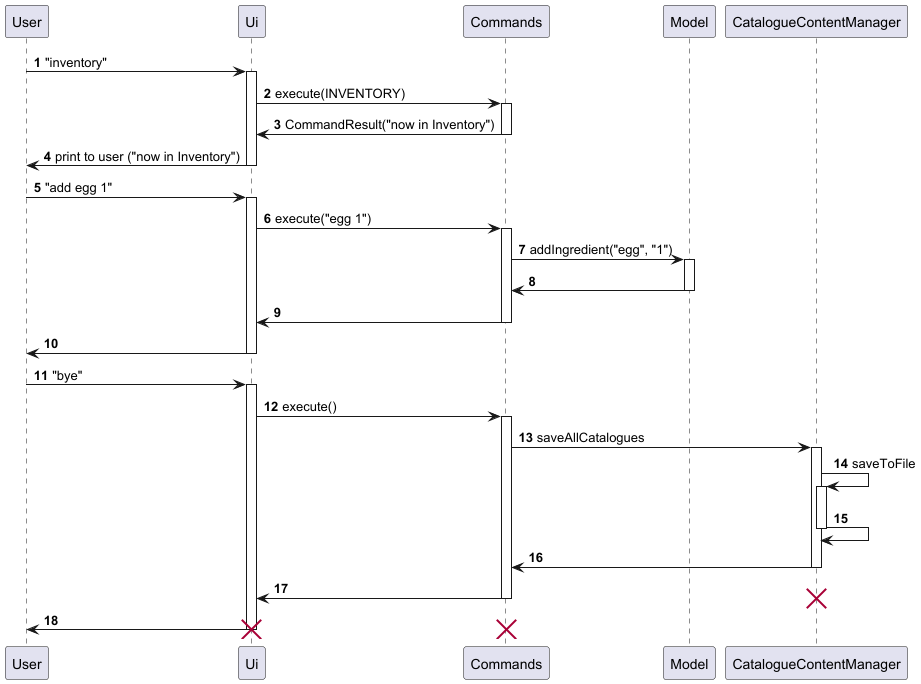 User Ui Commands Model CatalogueContentManager
1 "inventory"
2 execute(INVENTORY)
3 CommandResult("now in Inventory")
4 print to user ("now in Inventory")
5 "add egg 1"
6 execute("egg 1")
7 addIngredient("egg", "1")
8
9
10
11 "bye"
12 execute()
13 saveAllCatalogues
14 saveToFile
15
16
17
18
User Ui Commands Model CatalogueContentManager